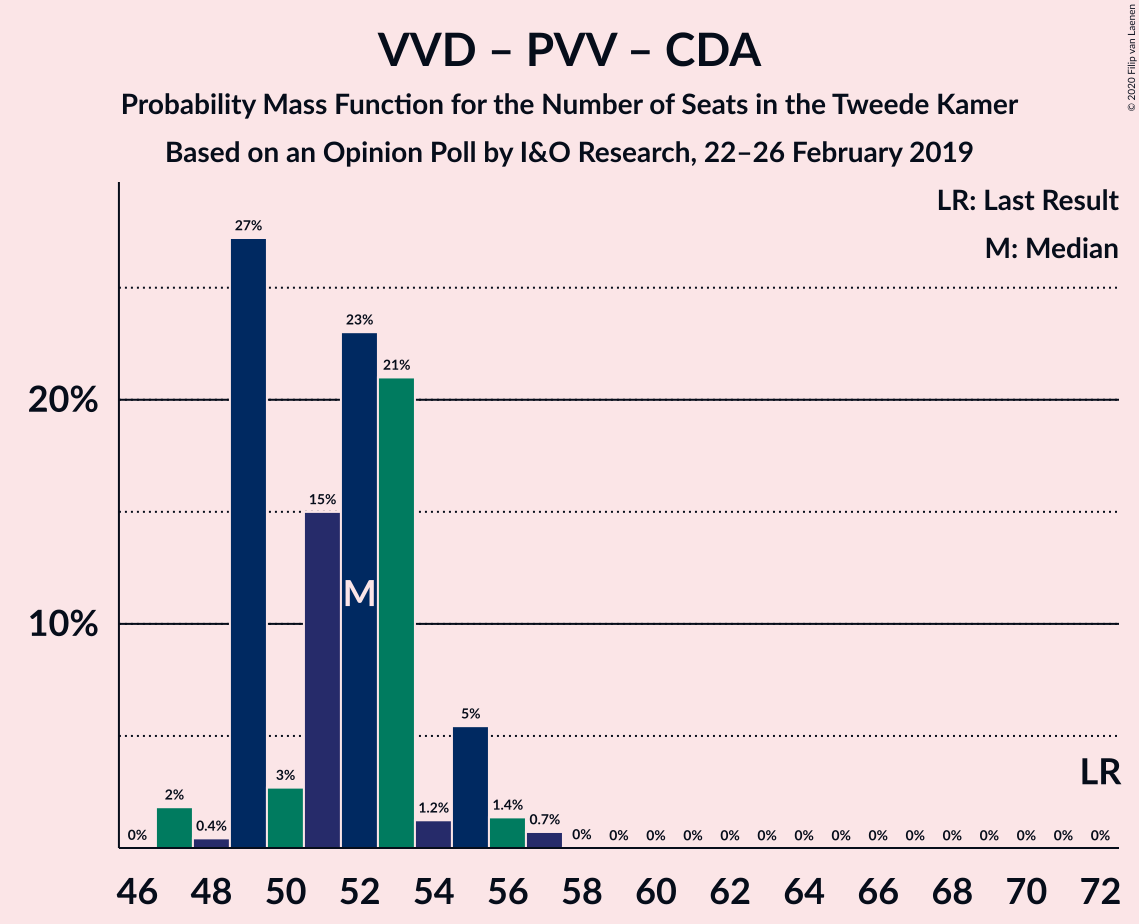 VVD – PVV – CDA
Probability Mass Function for the Number of Seats in the Tweede Kamer
Based on an Opinion Poll by I&O Research, 22–26 February 2019
© 2020 Filip van Laenen
LR: Last Result
M: Median
20%
10%
0% 2% 0.4% 27% 3% 15% 23% 21% 1.2% 5% 1.4% 0.7% 0% 0% 0% 0% 0% 0% 0% 0% 0% 0% 0% 0% 0% 0% 0%
M
LR
46 48 50 52 54 56 58 60 62 64 66 68 70 72